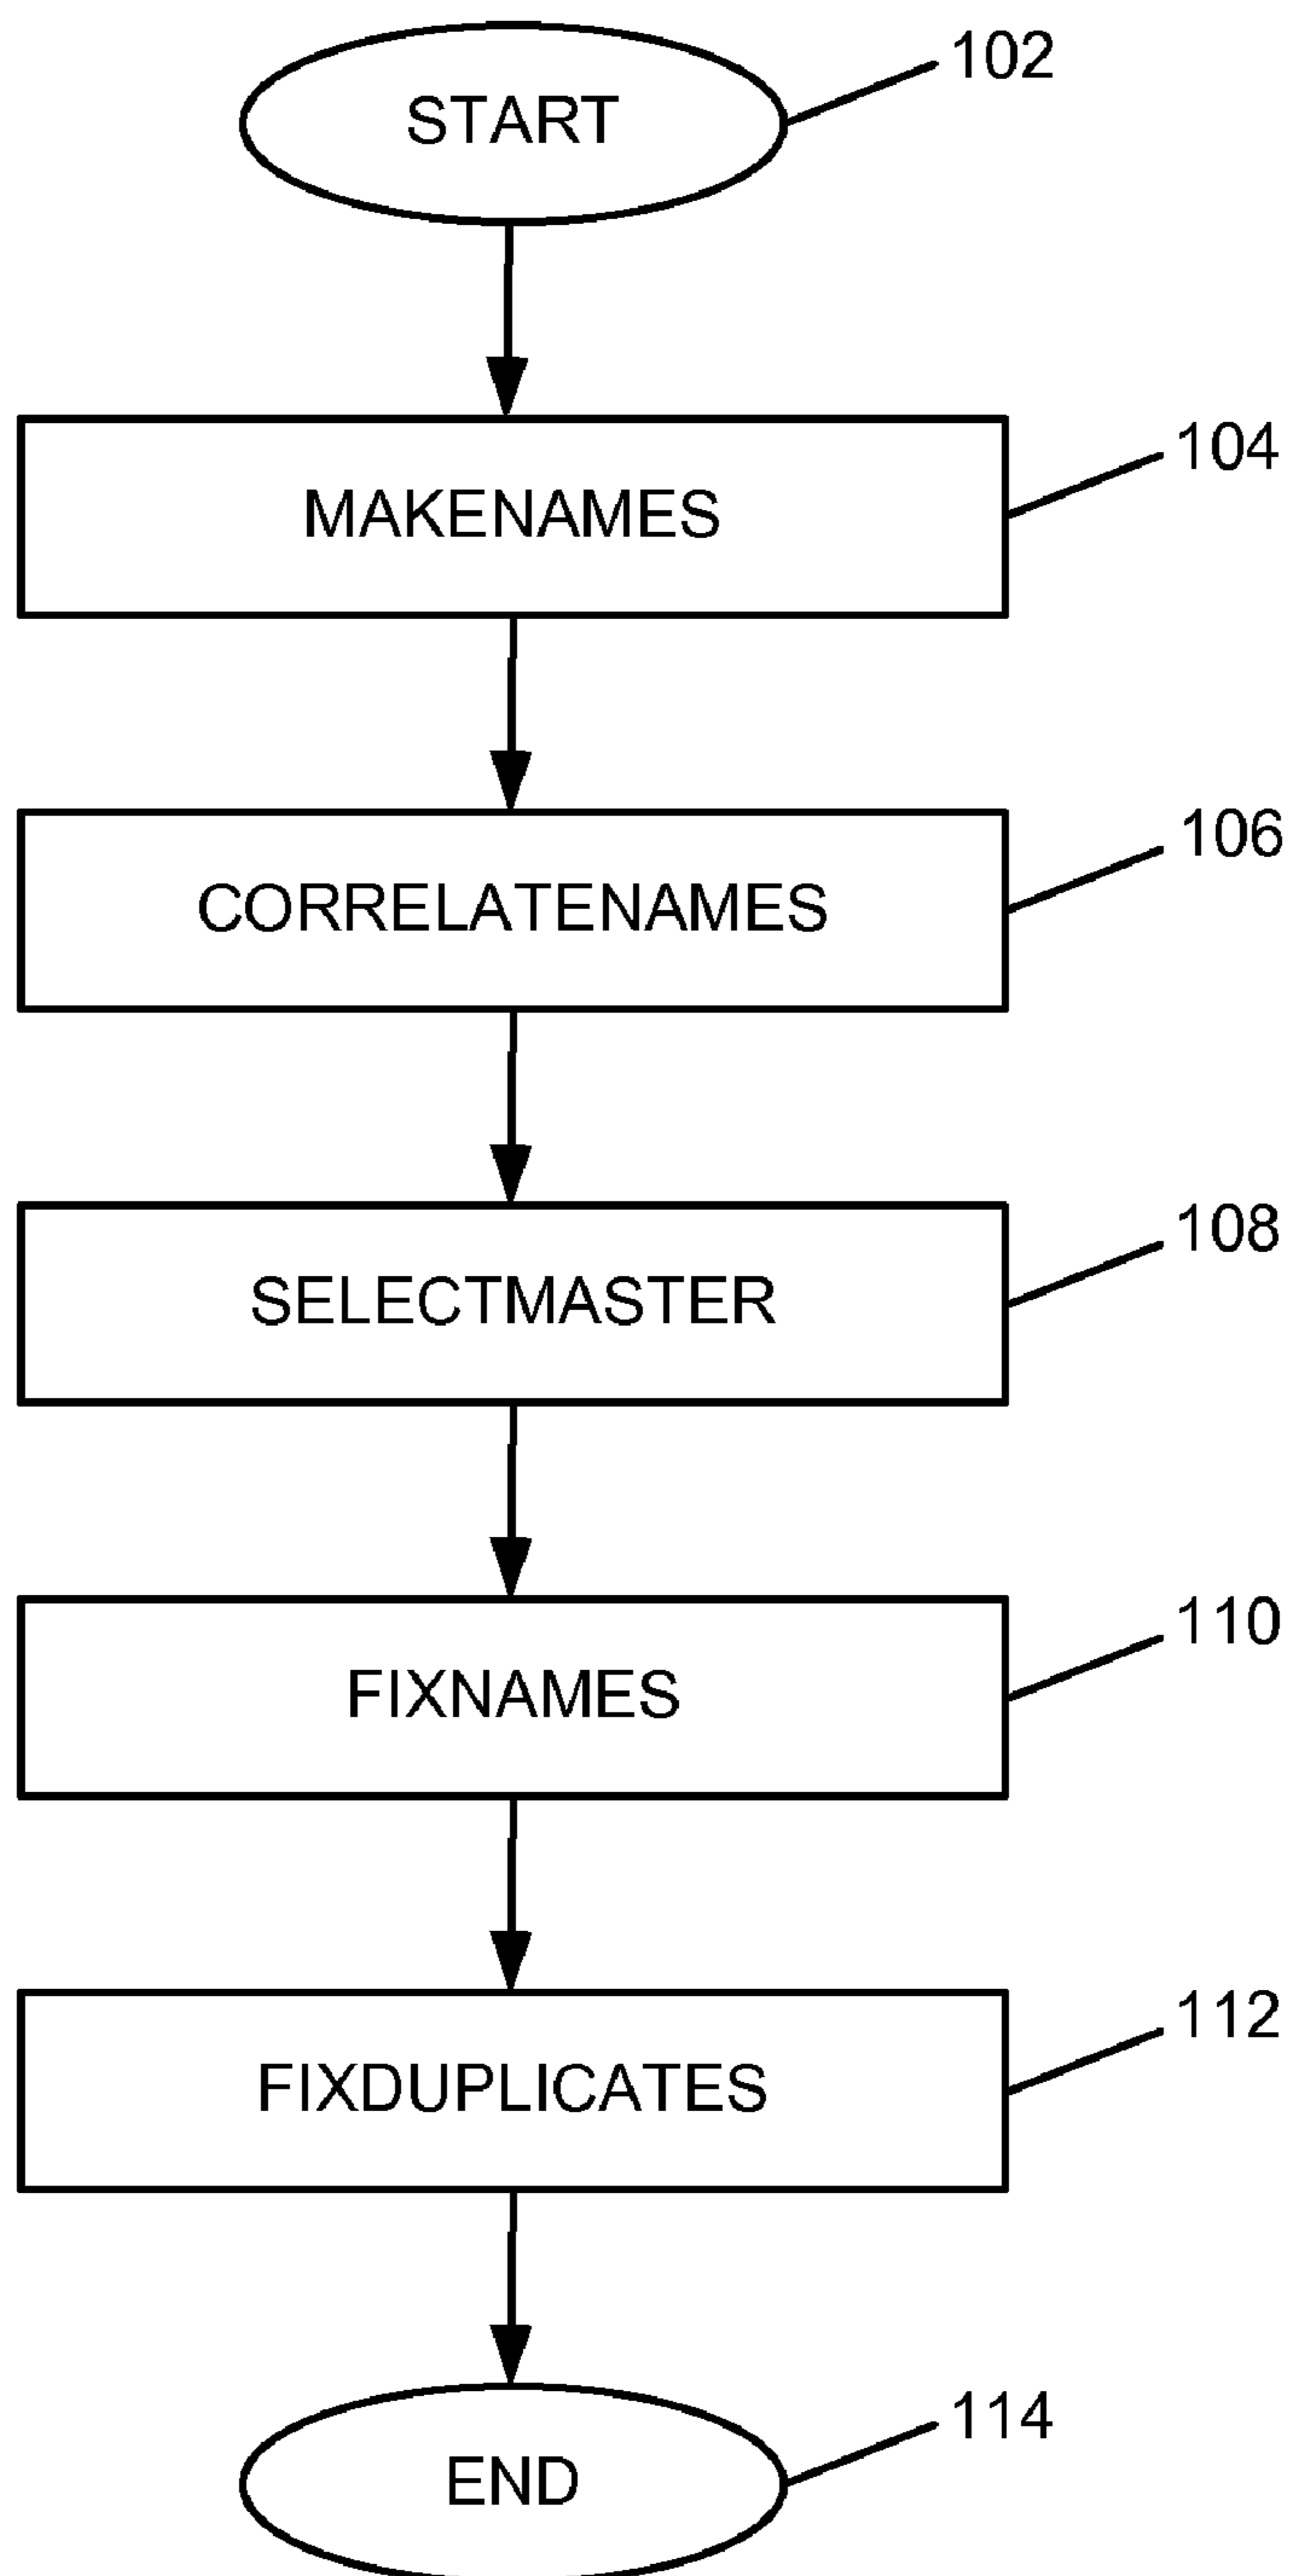 START
102
MAKENAMES
104
CORRELATENAMES
106
SELECTMASTER
108
FIXNAMES
110
FIXDUPLICATES
112
END
114